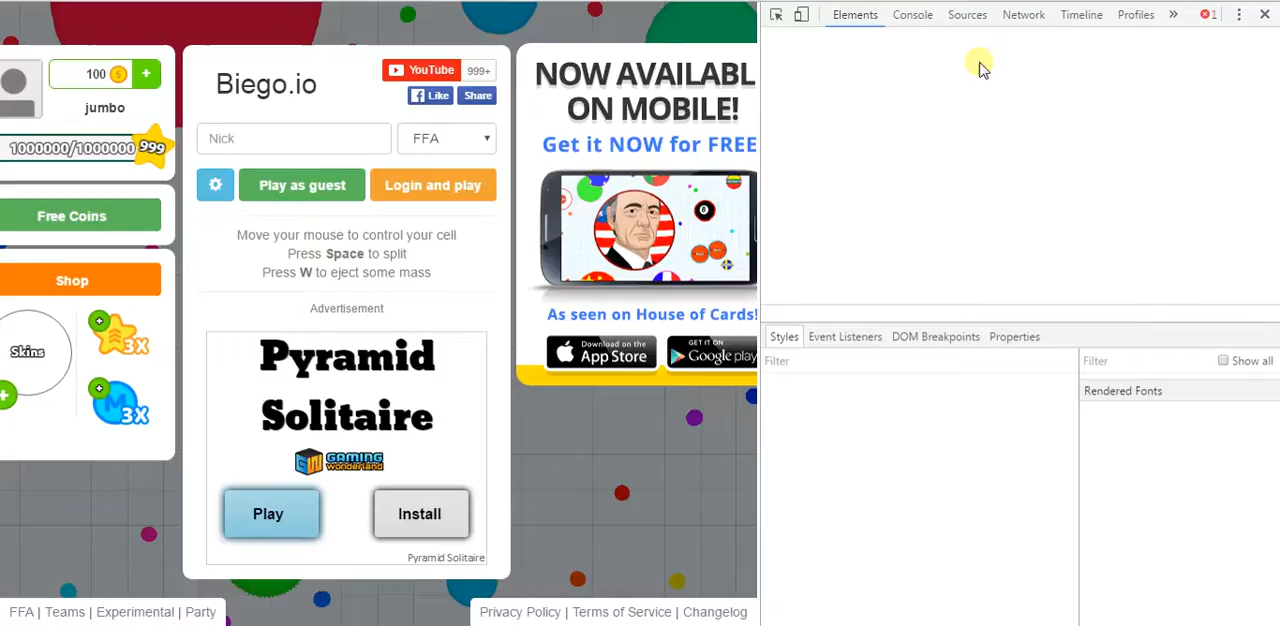 100
jumbo
1000000/1000000 999
Free Coins
Shop
Skins
3X
M 3X
Biego.io
YouTube 999+
Like Share
Nick
FFA
Play as guest
Login and play
Move your mouse to control your cell
Press Space to split
Press W to eject some mass
Advertisement
Pyramid
Solitaire
GW GAMING
wonderland
Play
Install
Pyramid Solitaire
NOW AVAILABL
ON MOBILE!
Get it NOW for FREE
8
As seen on House of Cards!
Download on the
App Store
GET IT ON
Google play
FFA | Teams | Experimental | Party
Privacy Policy | Terms of Service | Changelog
Elements Console Sources Network Timeline Profiles » 1
Styles Event Listeners DOM Breakpoints Properties
Filter
Filter Show all
Rendered Fonts